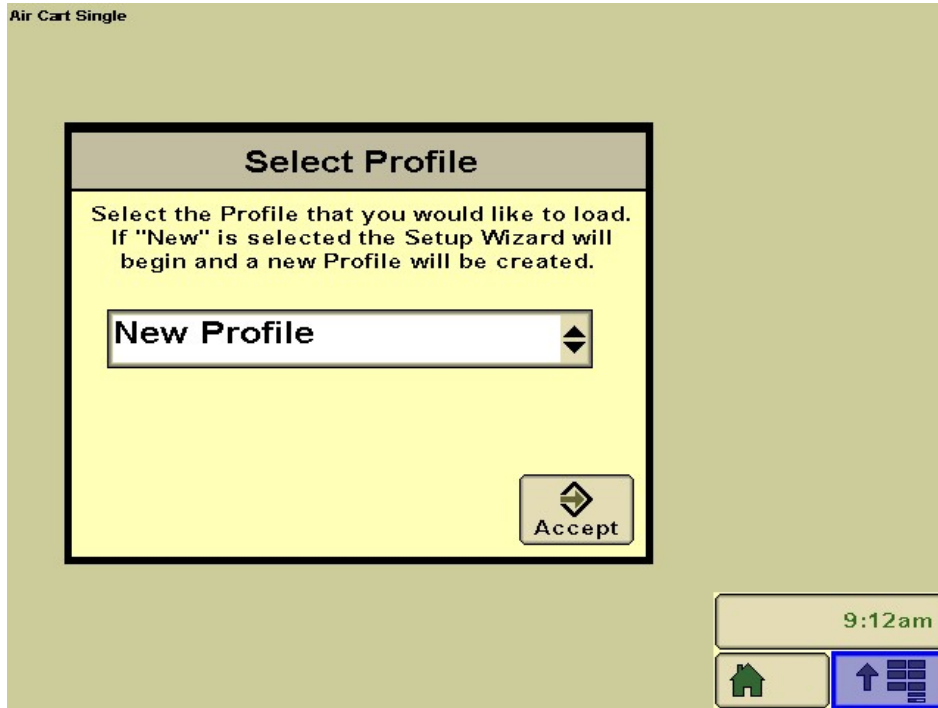 Air Cart Single
Select Profile
Select the Profile that you would like to load.
If "New" is selected the Setup Wizard will
begin and a new Profile will be created.
New Profile
Accept
9:12am